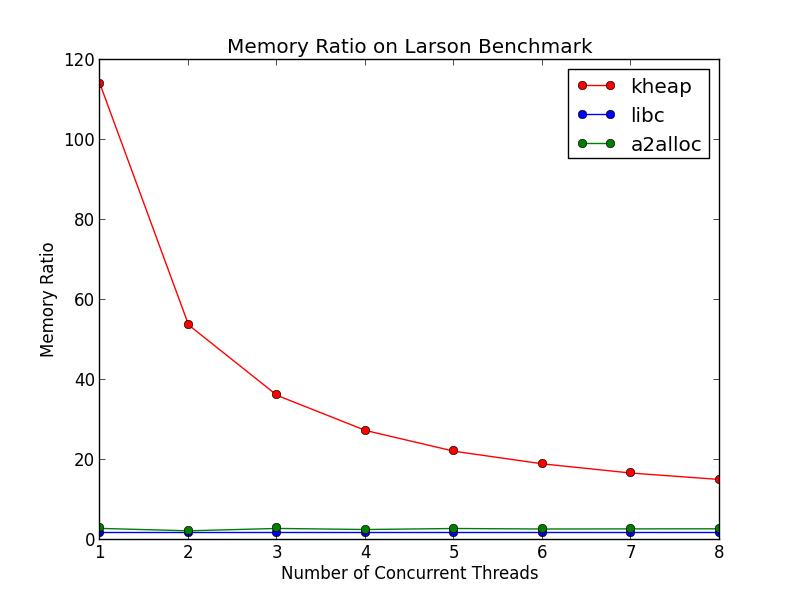 Memory Ratio on Larson Benchmark
kheap
libc
a2alloc
Memory Ratio
120
100
80
60
40
20
0
1 2 3 4 5 6 7 8
Number of Concurrent Threads